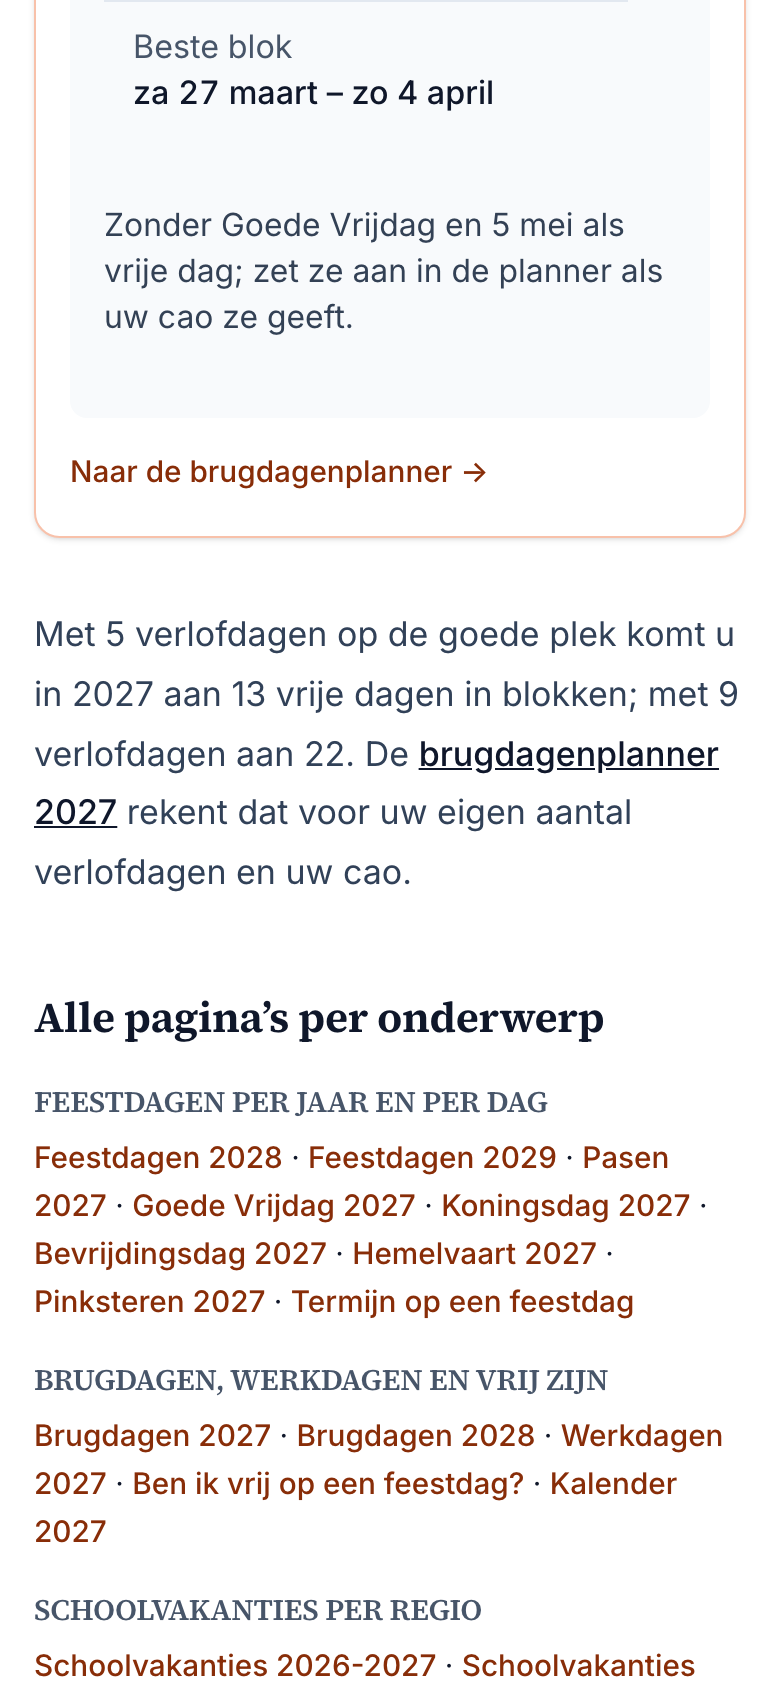 Beste blok
za 27 maart – zo 4 april
Zonder Goede Vrijdag en 5 mei als
vrije dag; zet ze aan in de planner als
uw cao ze geeft.
Naar de brugdagenplanner →
Met 5 verlofdagen op de goede plek komt u
in 2027 aan 13 vrije dagen in blokken; met 9
verlofdagen aan 22. De brugdagenplanner
2027 rekent dat voor uw eigen aantal
verlofdagen en uw cao.
Alle pagina’s per onderwerp
FEESTDAGEN PER JAAR EN PER DAG
Feestdagen 2028 · Feestdagen 2029 · Pasen
2027 · Goede Vrijdag 2027 · Koningsdag 2027 ·
Bevrijdingsdag 2027 · Hemelvaart 2027 ·
Pinksteren 2027 · Termijn op een feestdag
BRUGDAGEN, WERKDAGEN EN VRIJ ZIJN
Brugdagen 2027 · Brugdagen 2028 · Werkdagen
2027 · Ben ik vrij op een feestdag? · Kalender
2027
SCHOOLVAKANTIES PER REGIO
Schoolvakanties 2026-2027 · Schoolvakanties